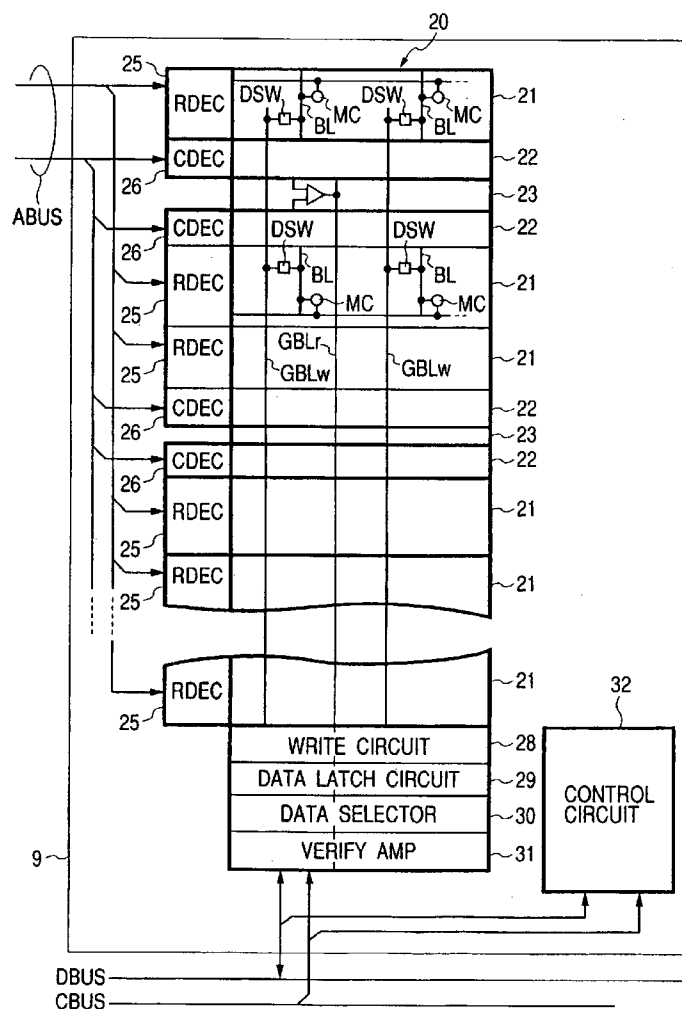 20
25
RDEC
DSW
MC
BL
DSW
MC
BL
21
CDEC
26
22
ABUS
23
CDEC
26
DSW
DSW
22
RDEC
25
BL
MC
BL
MC
21
RDEC
25
GBLr
GBLw
GBLw
21
CDEC
26
22
23
CDEC
26
22
RDEC
25
21
RDEC
25
21
RDEC
25
21
32
WRITE CIRCUIT
28
DATA LATCH CIRCUIT
29
DATA SELECTOR
30
VERIFY AMP
31
CONTROL
CIRCUIT
9
DBUS
CBUS